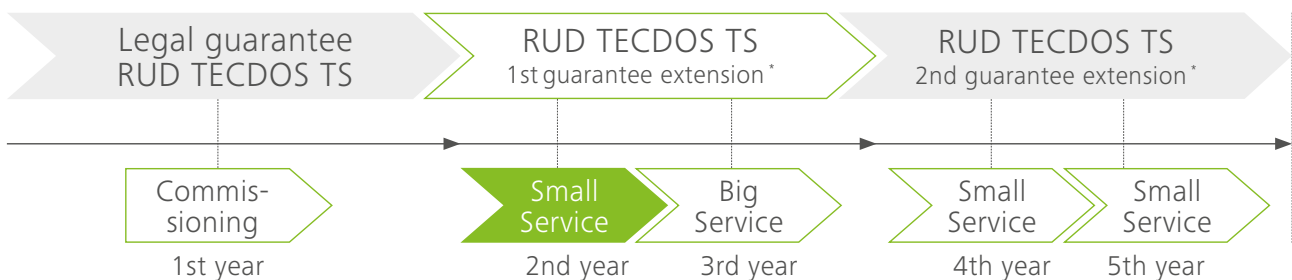 Legal guarantee
RUD TECDOS TS
RUD TECDOS TS
1st guarantee extension *
RUD TECDOS TS
2nd guarantee extension *
Commis-
sioning
Small
Service
Big
Service
Small
Service
Small
Service
1st year
2nd year
3rd year
4th year
5th year